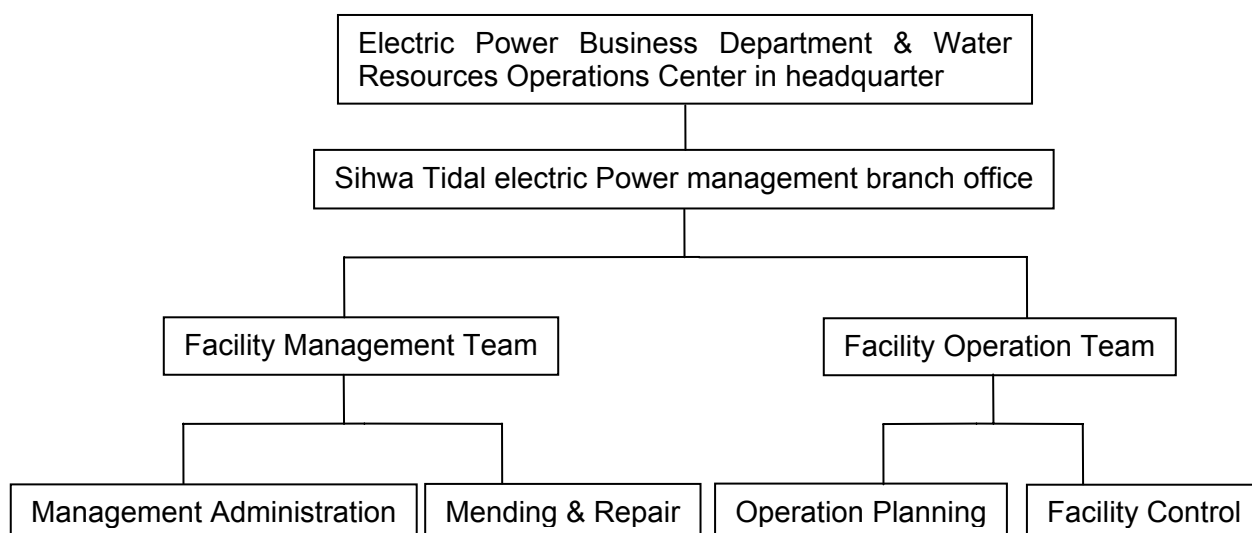 Electric Power Business Department & Water
Resources Operations Center in headquarter
Sihwa Tidal electric Power management branch office
Facility Management Team
Facility Operation Team
Management Administration
Mending & Repair
Operation Planning
Facility Control